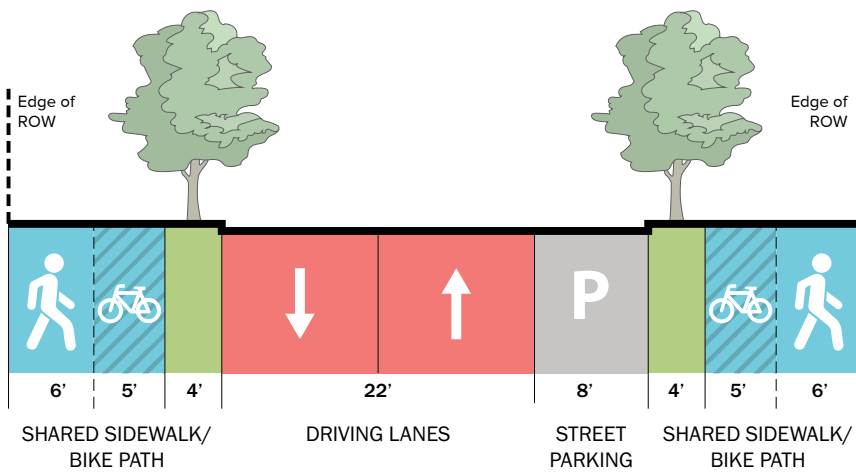 Edge of
ROW
Edge of
ROW
P
6’ 5’ 4’ 22’ 8’ 4’ 5’ 6’
SHARED SIDEWALK/
BIKE PATH
DRIVING LANES
STREET
PARKING
SHARED SIDEWALK/
BIKE PATH